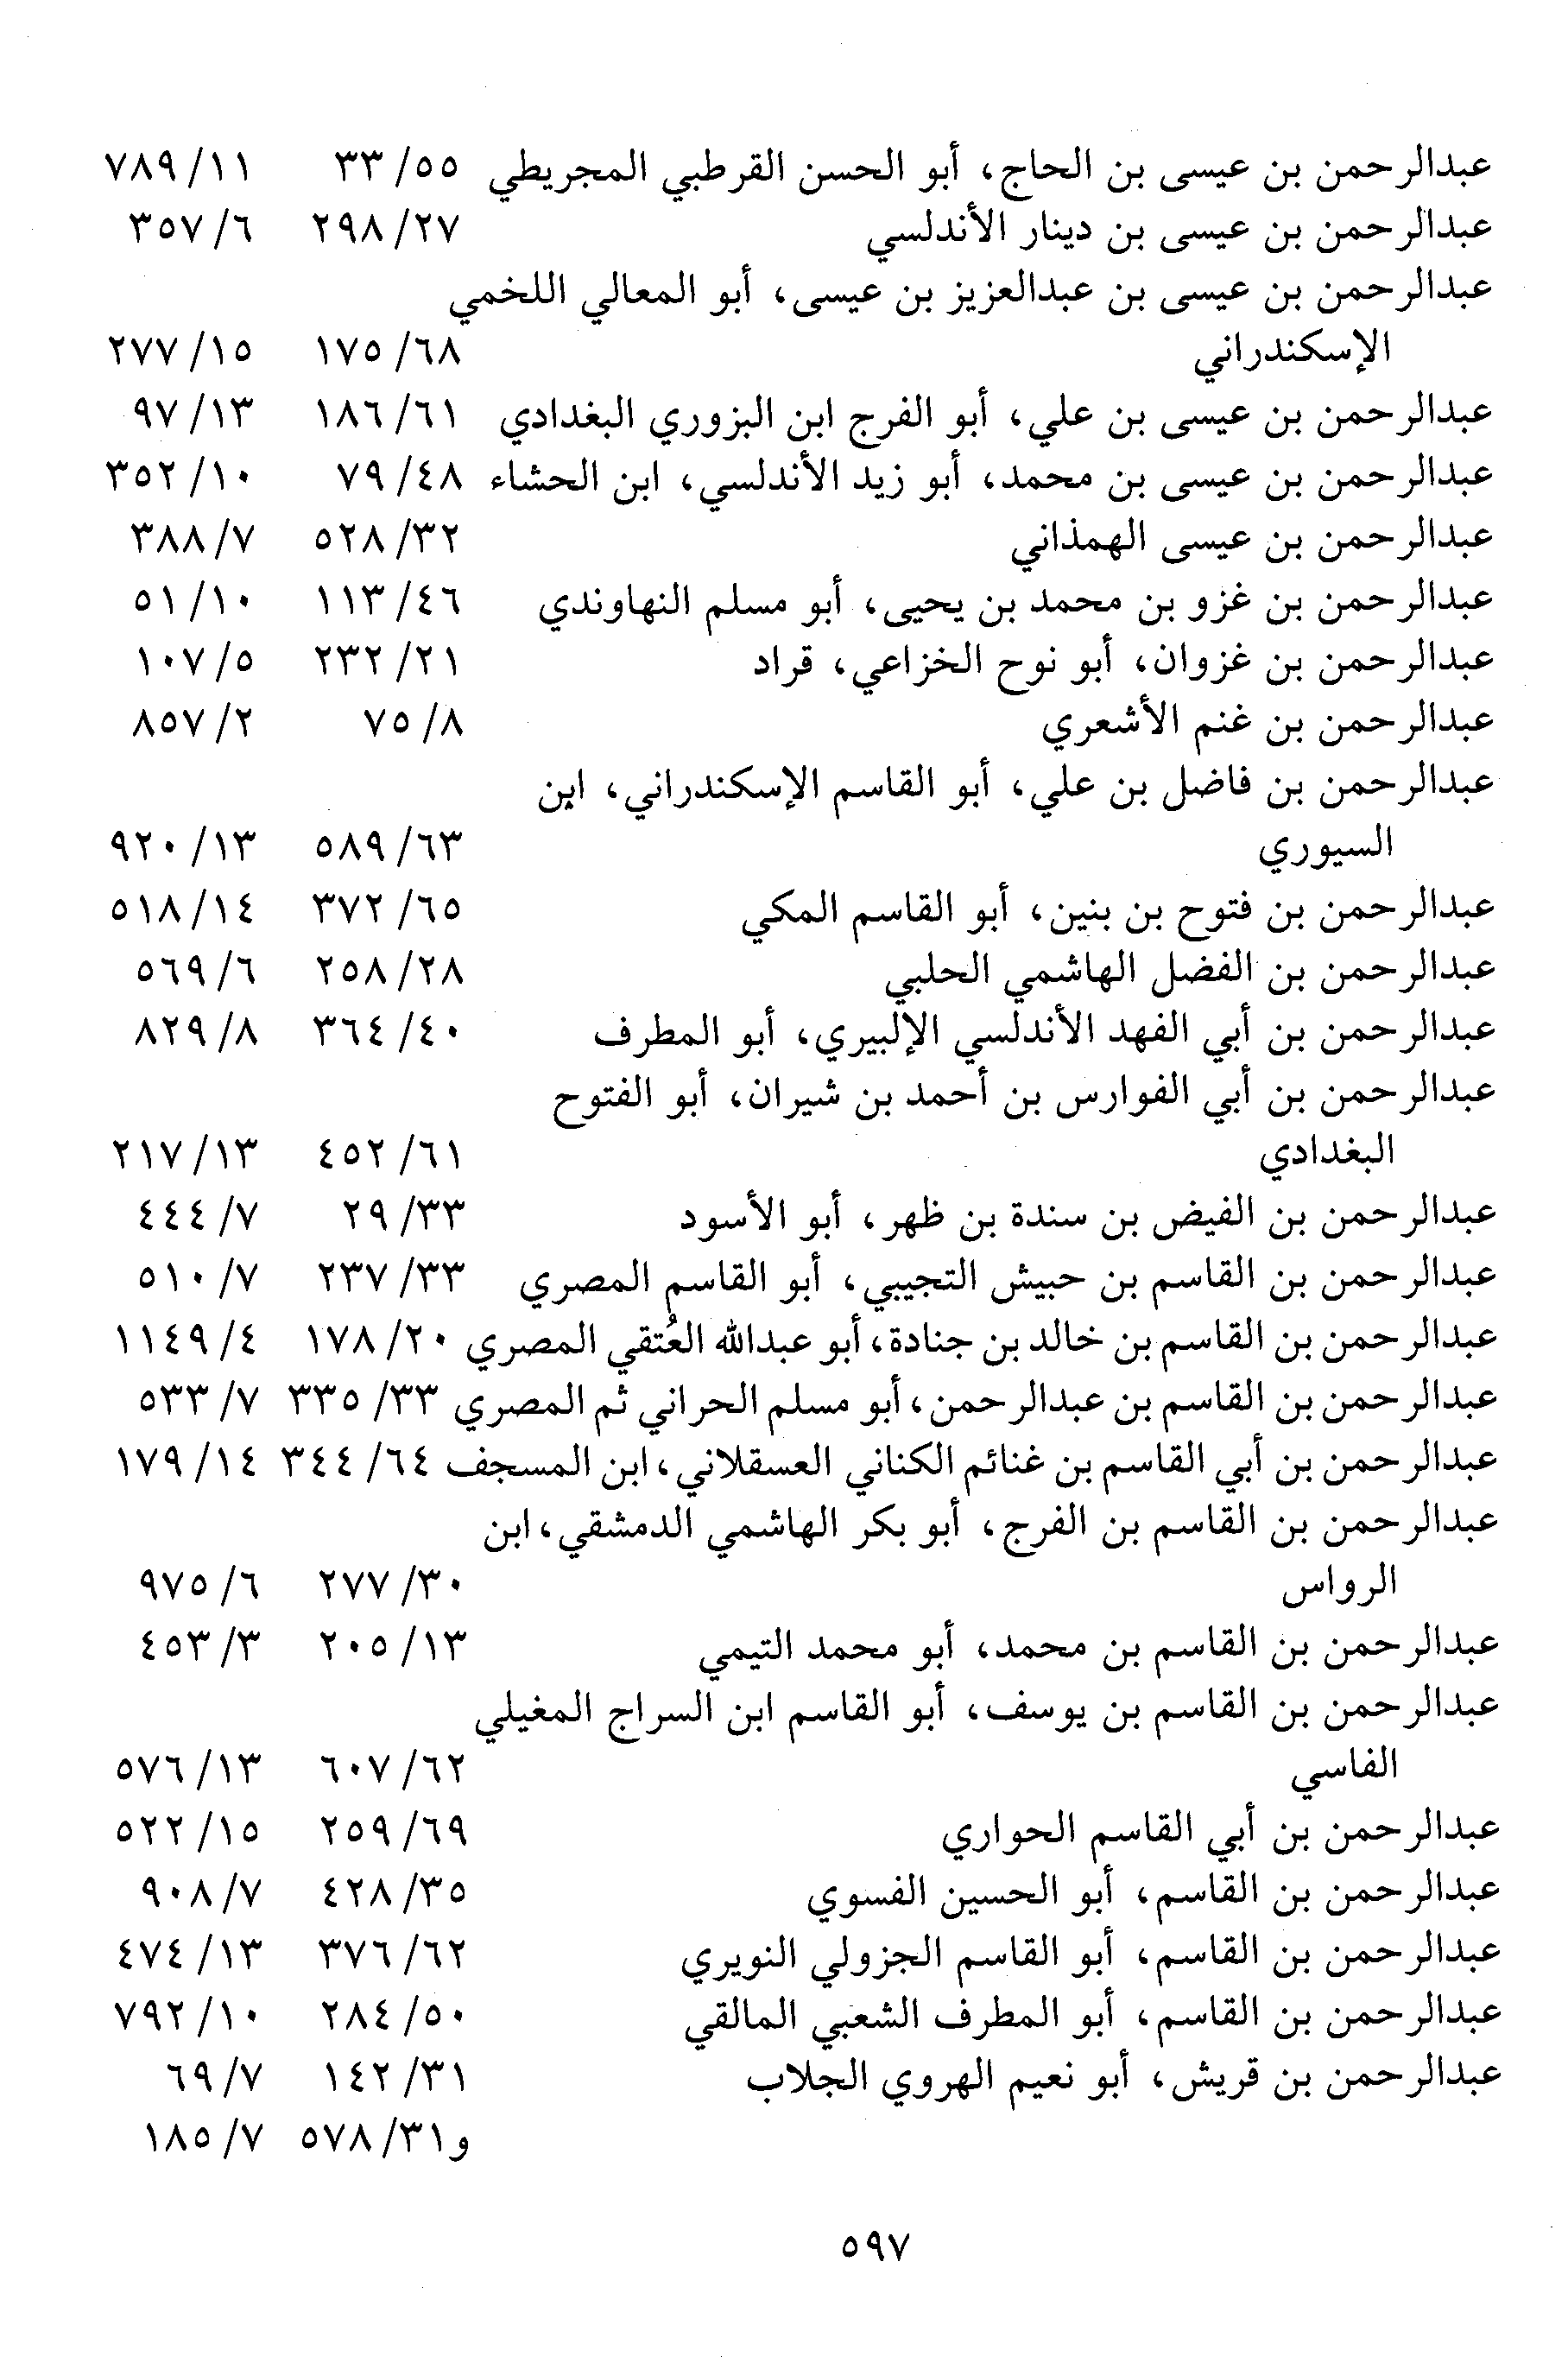 عبدالرحمن بن عيسى بن الحاج، أبو الحسن القرطبي المجريطي ٥٥/ ٣٣ ١١/ ٧٨٩
عبدالرحمن بن عيسى بن دينار الأندلسي ٢٧/ ٢٩٨ ٦/ ٣٥٧
عبدالرحمن بن عيسى بن عبدالعزيز بن عيسى، أبو المعالي اللخمي
الإسكندراني ٦٨/ ١٧٥ ١٥/ ٢٧٧
عبدالرحمن بن عيسى بن علي، أبو الفرج ابن البزوري البغدادي ٦١/ ١٨٦ ١٣/ ٩٧
عبدالرحمن بن عيسى بن محمد، أبو زيد الأندلسي، ابن الحشاء ٤٨/ ٧٩ ١٠/ ٣٥٢
عبدالرحمن بن عيسى الهمذاني ٣٢/ ٥٢٨ ٧/ ٣٨٨
عبدالرحمن بن غزو بن محمد بن يحيى، أبو مسلم النهاوندي ٤٦/ ١١٣ ١٠/ ٥١
عبدالرحمن بن غزوان، أبو نوح الخزاعي، قراد ٢١/ ٢٣٢ ٥/ ١٠٧
عبدالرحمن بن غنم الأشعري ٨/ ٧٥ ٢/ ٨٥٧
عبدالرحمن بن فاضل بن علي، أبو القاسم الإسكندراني، ابن
السيوري ٦٣/ ٥٨٩ ١٣/ ٩٢٠
عبدالرحمن بن فتوح بن بنين، أبو القاسم المكي ٦٥/ ٣٧٢ ١٤/ ٥١٨
عبدالرحمن بن الفضل الهاشمي الحلبي ٢٨/ ٢٥٨ ٦/ ٥٦٩
عبدالرحمن بن أبي الفهد الأندلسي الإلبيري، أبو المطرف ٤٠/ ٣٦٤ ٨/ ٨٢٩
عبدالرحمن بن أبي الفوارس بن أحمد بن شيران، أبو الفتوح
البغدادي ٦١/ ٤٥٢ ١٣/ ٢١٧
عبدالرحمن بن الفيض بن سندة بن ظهر، أبو الأسود ٣٣/ ٢٩ ٧/ ٤٤٤
عبدالرحمن بن القاسم بن حبيش التجيبي، أبو القاسم المصري ٣٣/ ٢٣٧ ٧/ ٥١٠
عبدالرحمن بن القاسم بن خالد بن جنادة، أبو عبدالله العُتقي المصري ٢٠/ ١٧٨ ٤/ ١١٤٩
عبدالرحمن بن القاسم بن عبدالرحمن، أبو مسلم الحراني ثم المصري ٣٣/ ٣٣٥ ٧/ ٥٣٣
عبدالرحمن بن أبي القاسم بن غنائم الكناني العسقلاني، ابن المسجف ٦٤/ ٣٤٤ ١٤/ ١٧٩
عبدالرحمن بن القاسم بن الفرج، أبو بكر الهاشمي الدمشقي، ابن
الرواس ٣٠/ ٢٧٧ ٦/ ٩٧٥
عبدالرحمن بن القاسم بن محمد، أبو محمد التيمي ١٣/ ٢٠٥ ٣/ ٤٥٣
عبدالرحمن بن القاسم بن يوسف، أبو القاسم ابن السراج المغيلي
الفاسي ٦٢/ ٦٠٧ ١٣/ ٥٧٦
عبدالرحمن بن أبي القاسم الحواري ٦٩/ ٢٥٩ ١٥/ ٥٢٢
عبدالرحمن بن القاسم، أبو الحسين الفسوي ٣٥/ ٤٢٨ ٧/ ٩٠٨
عبدالرحمن بن القاسم، أبو القاسم الجزولي النويري ٦٢/ ٣٧٦ ١٣/ ٤٧٤
عبدالرحمن بن القاسم، أبو المطرف الشعبي المالقي ٥٠/ ٢٨٤ ١٠/ ٧٩٢
عبدالرحمن بن قريش، أبو نعيم الهروي الجلاب ٣١/ ١٤٢ ٧/ ٦٩
و٣١/ ٥٧٨ ٧/ ١٨٥
٥٩٧